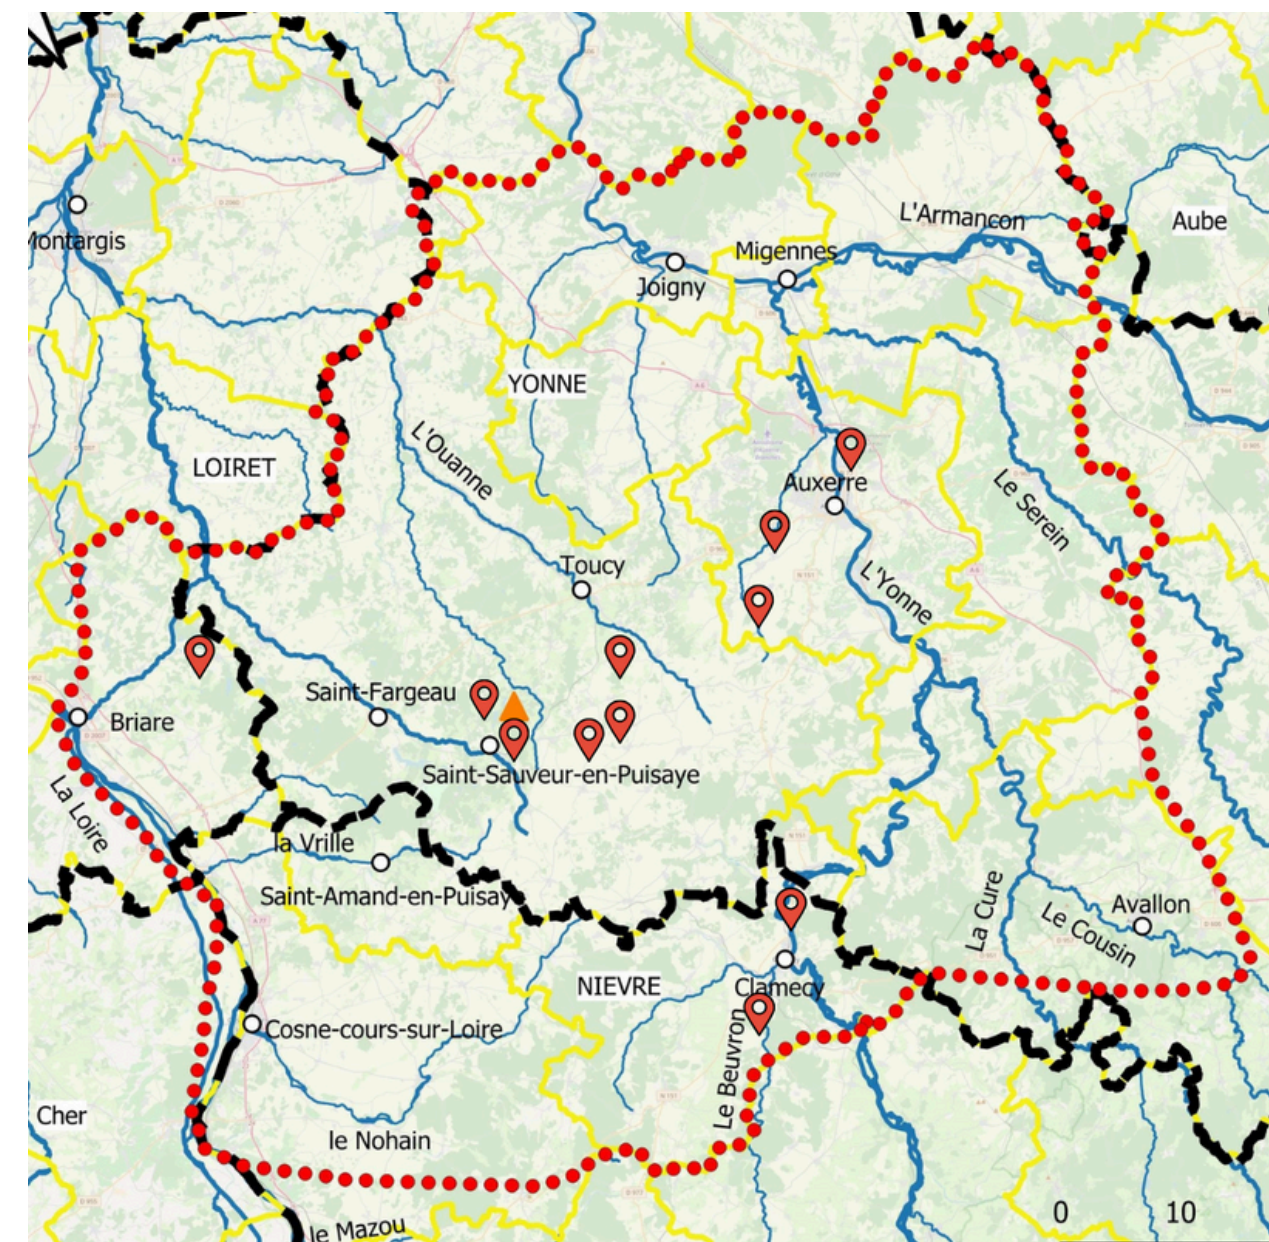 L'Armancon
Aube
Montargis
Migennes
Joigny
YONNE
L'Ouanne
LOIRET
Auxerre
Le Serein
Toucy
L'Yonne
Saint-Fargeau
Briare
Saint-Sauveur-en-Puisaye
La Loire
la Vrille
Saint-Amand-en-Puisay
La Cure
Avallon
Le Cousin
NIEVRE
Clamecy
Cosne-cours-sur-Loire
Le Beuvron
Cher
le Nohain
le Mazou
0 10